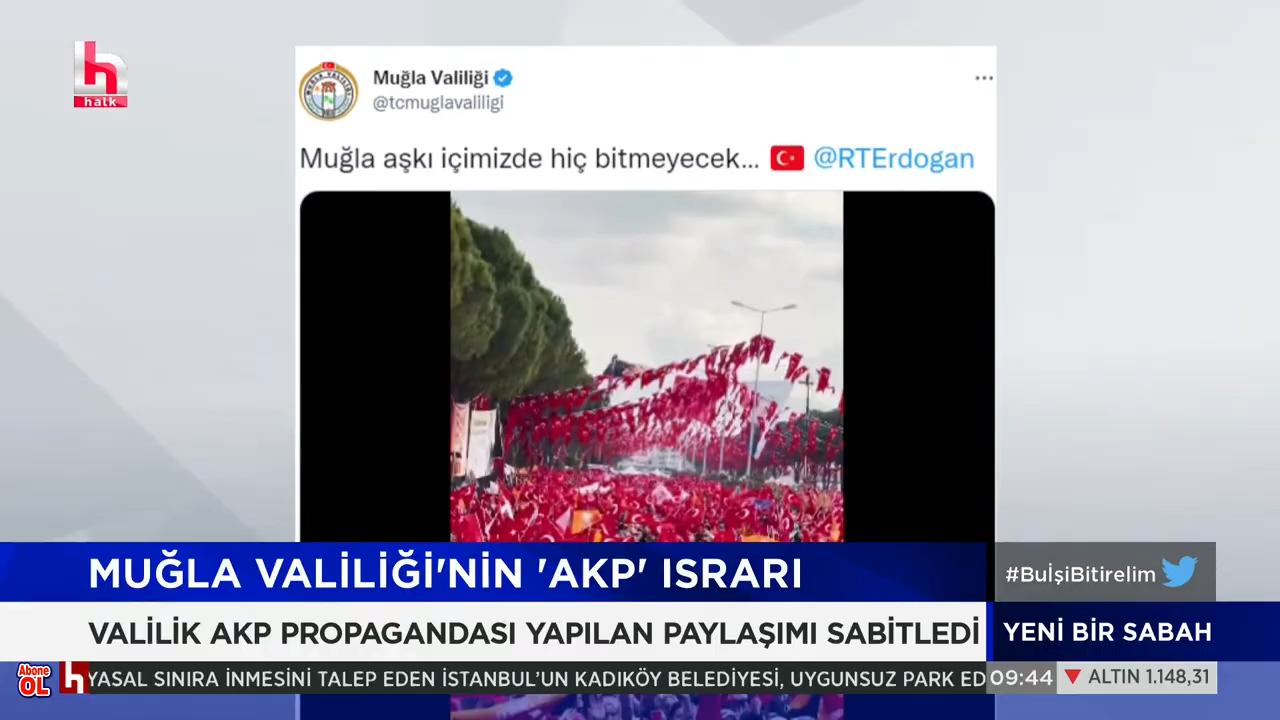 halk
Muğla Valiliği
@tcmuglavaliligi
Muğla aşkı içimizde hiç bitmeyecek... @RTErdogan
MUĞLA VALİLİĞİ'NİN 'AKP' ISRARI
#BuİşiBitirelim
VALİLİK AKP PROPAGANDASI YAPILAN PAYLAŞIMI SABİTLEDİ
YENİ BİR SABAH
Abone
OL
YASAL SINIRA İNMESİNİ TALEP EDEN İSTANBUL'UN KADIKÖY BELEDİYESİ, UYGUNSUZ PARK ED
09:44
ALTIN 1.148,31